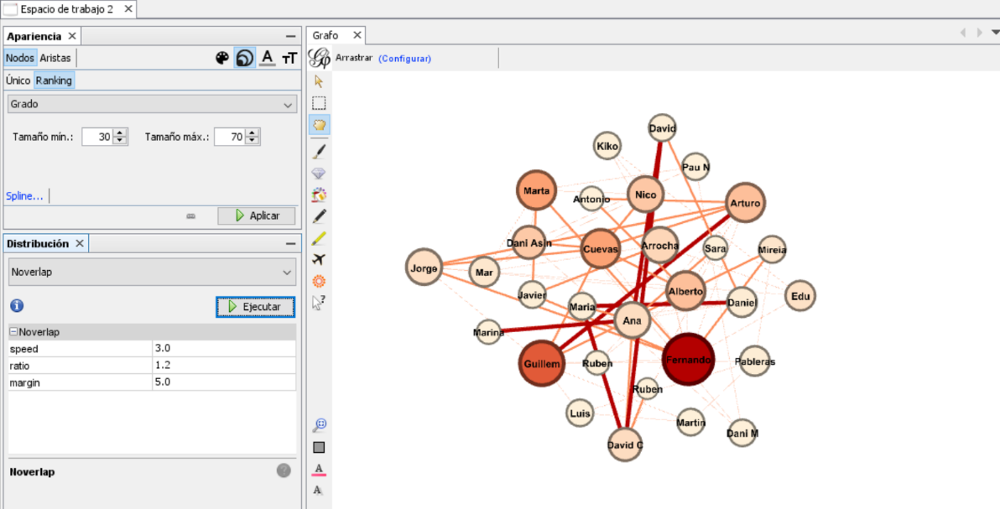 Espacio de trabajo 2
Apariencia
Nodos Aristas
Único Ranking
Grado
Tamaño mín.: 30 Tamaño máx.: 70
Spline...
Aplicar
Distribución
Noverlap
Ejecutar
Noverlap
speed 3.0
ratio 1.2
margin 5.0
Noverlap
Grafo
Arrastrar (Configurar)
David
Kiko
Pau N
Marta
Antonio
Nico
Arturo
Dani Asin
Cuevas
Arrocha
Sara
Mireia
Jorge
Mar
Javier
Alberto
Edu
Maria
Daniel
Ana
Marina
Guillem
Ruben
Fernando
Pableras
Ruben
Luis
Martin
Dani M
David C